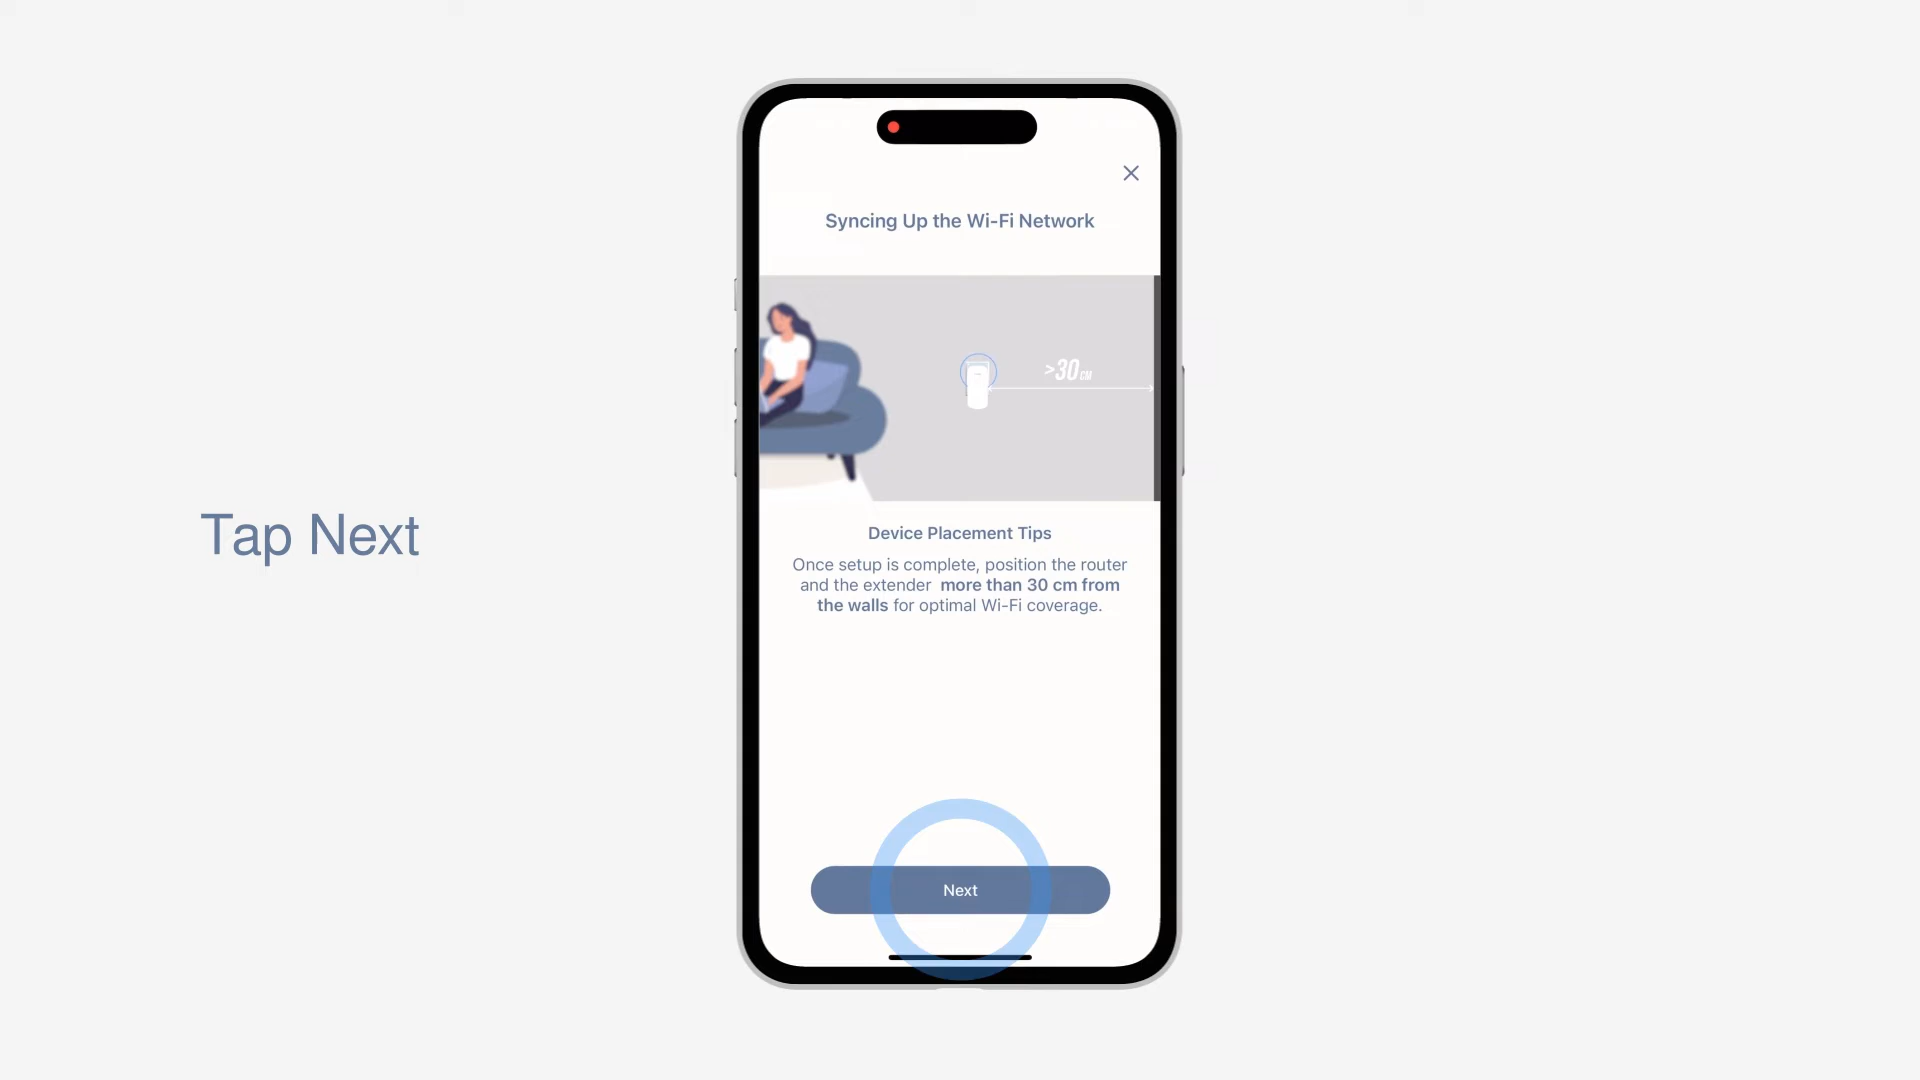 Tap Next
Syncing Up the Wi-Fi Network
>30CM
Device Placement Tips
Once setup is complete, position the router
and the extender more than 30 cm from
the walls for optimal Wi-Fi coverage.
Next